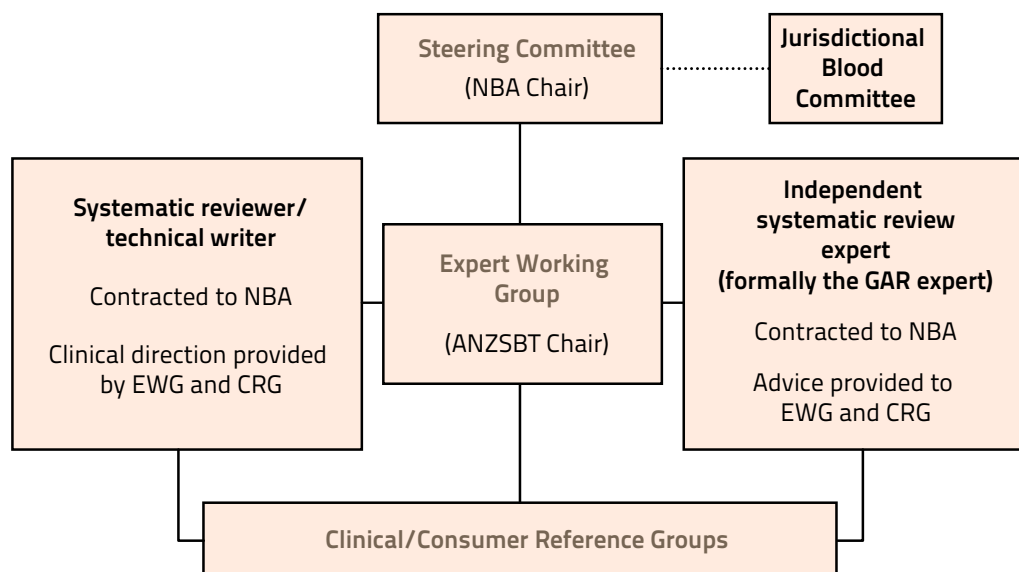 Steering Committee
(NBA Chair)
Jurisdictional
Blood
Committee
Systematic reviewer/
technical writer
Contracted to NBA
Clinical direction provided
by EWG and CRG
Expert Working
Group
(ANZSBT Chair)
Independent
systematic review
expert
(formally the GAR expert)
Contracted to NBA
Advice provided to
EWG and CRG
Clinical/Consumer Reference Groups